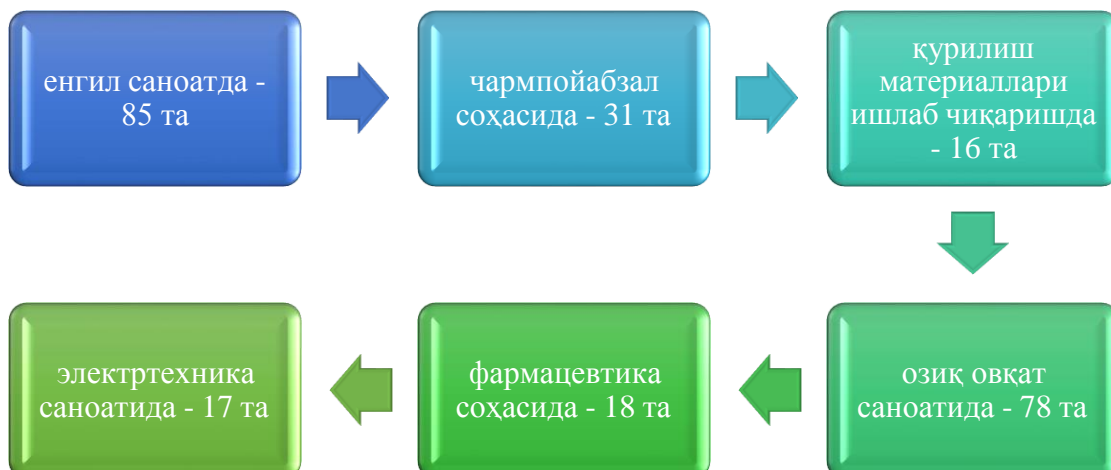 енгил саноатда -
85 та
чармпойабзал
соҳасида - 31 та
қурилиш
материаллари
ишлаб чиқаришда
- 16 та
озиқ овқат
саноатида - 78 та
фармацевтика
соҳасида - 18 та
электртехника
саноатида - 17 та